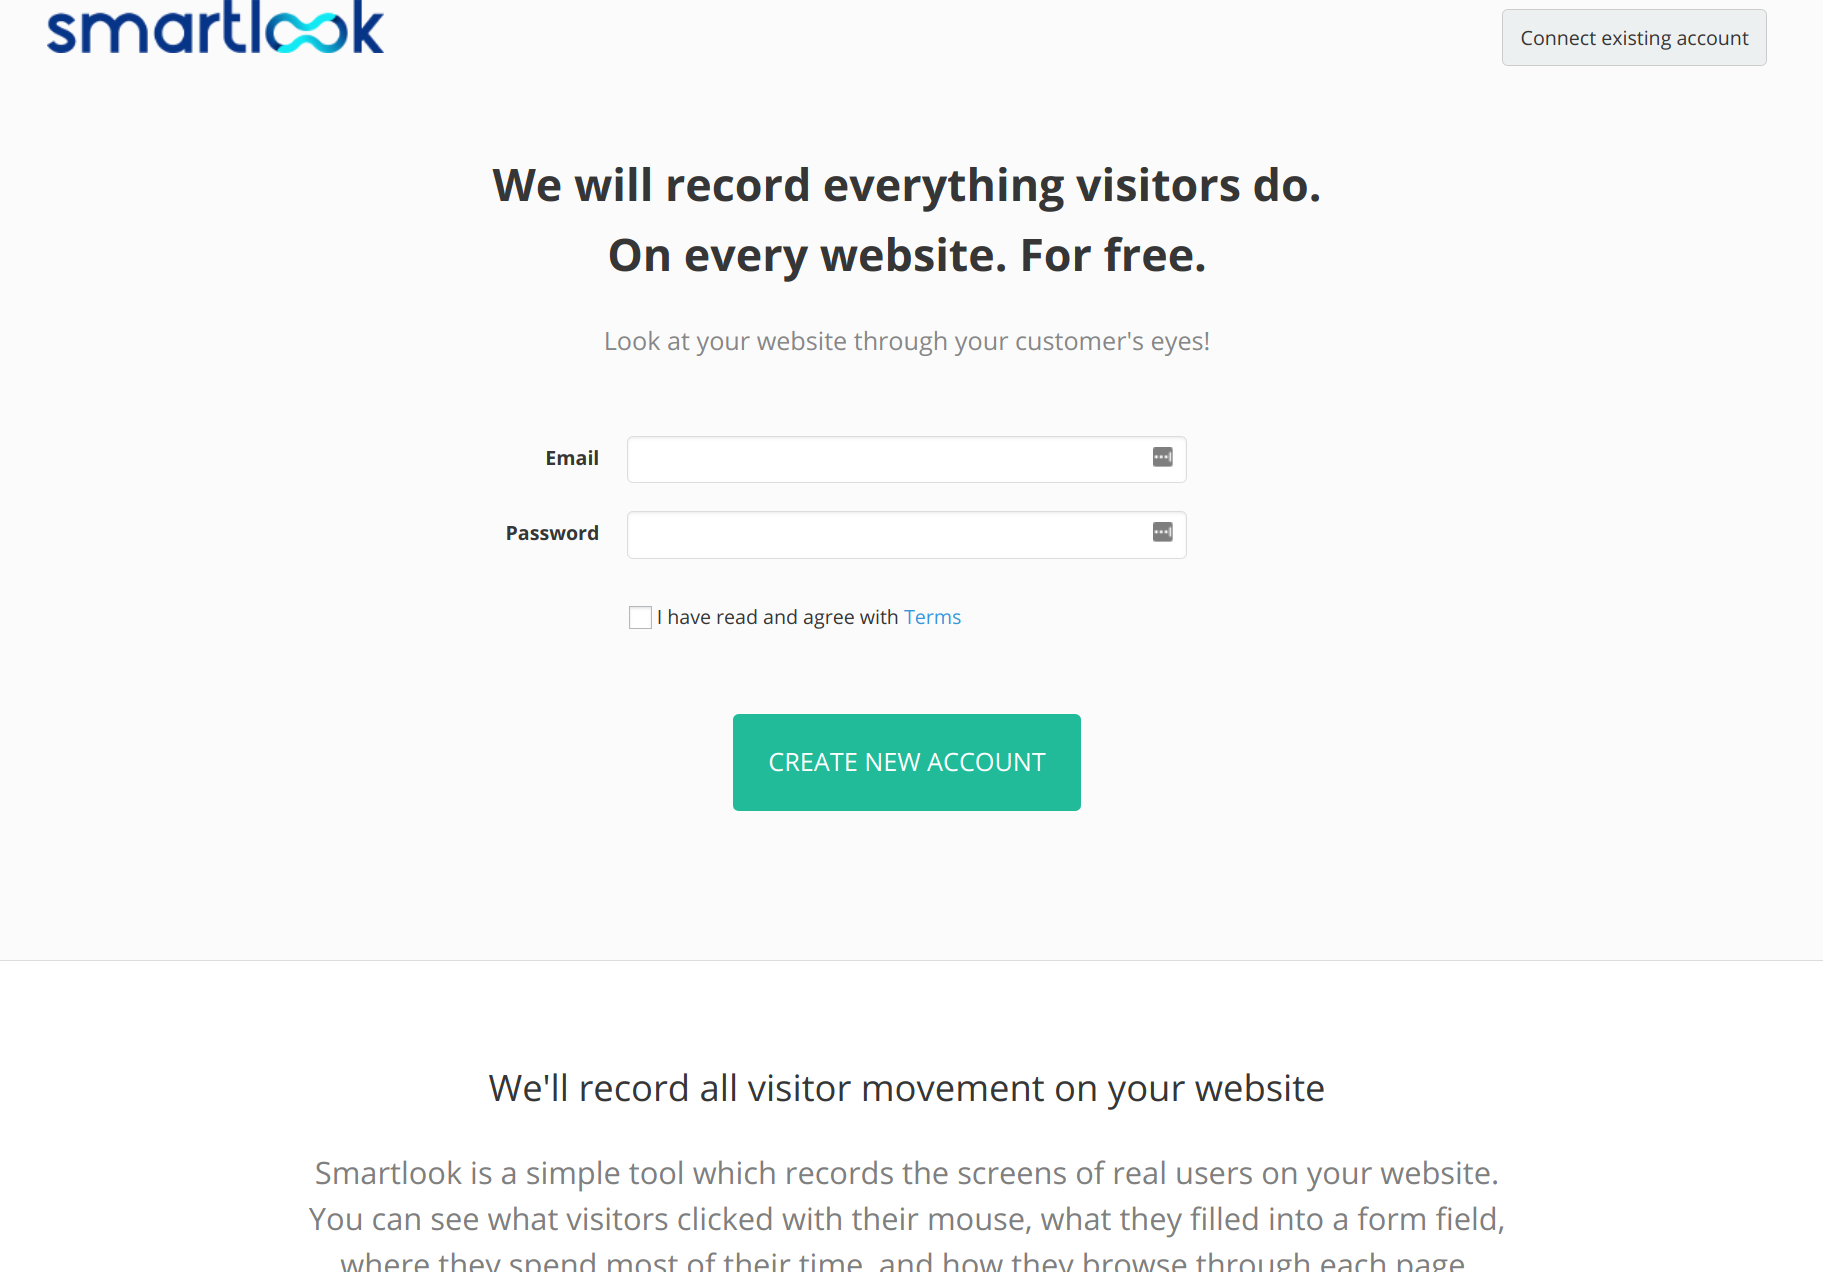 smartlook
Connect existing account
We will record everything visitors do.
On every website. For free.
Look at your website through your customer's eyes!
Email
Password
I have read and agree with Terms
CREATE NEW ACCOUNT
We'll record all visitor movement on your website
Smartlook is a simple tool which records the screens of real users on your website.
You can see what visitors clicked with their mouse, what they filled into a form field,
where they spend most of their time, and how they browse through each page.